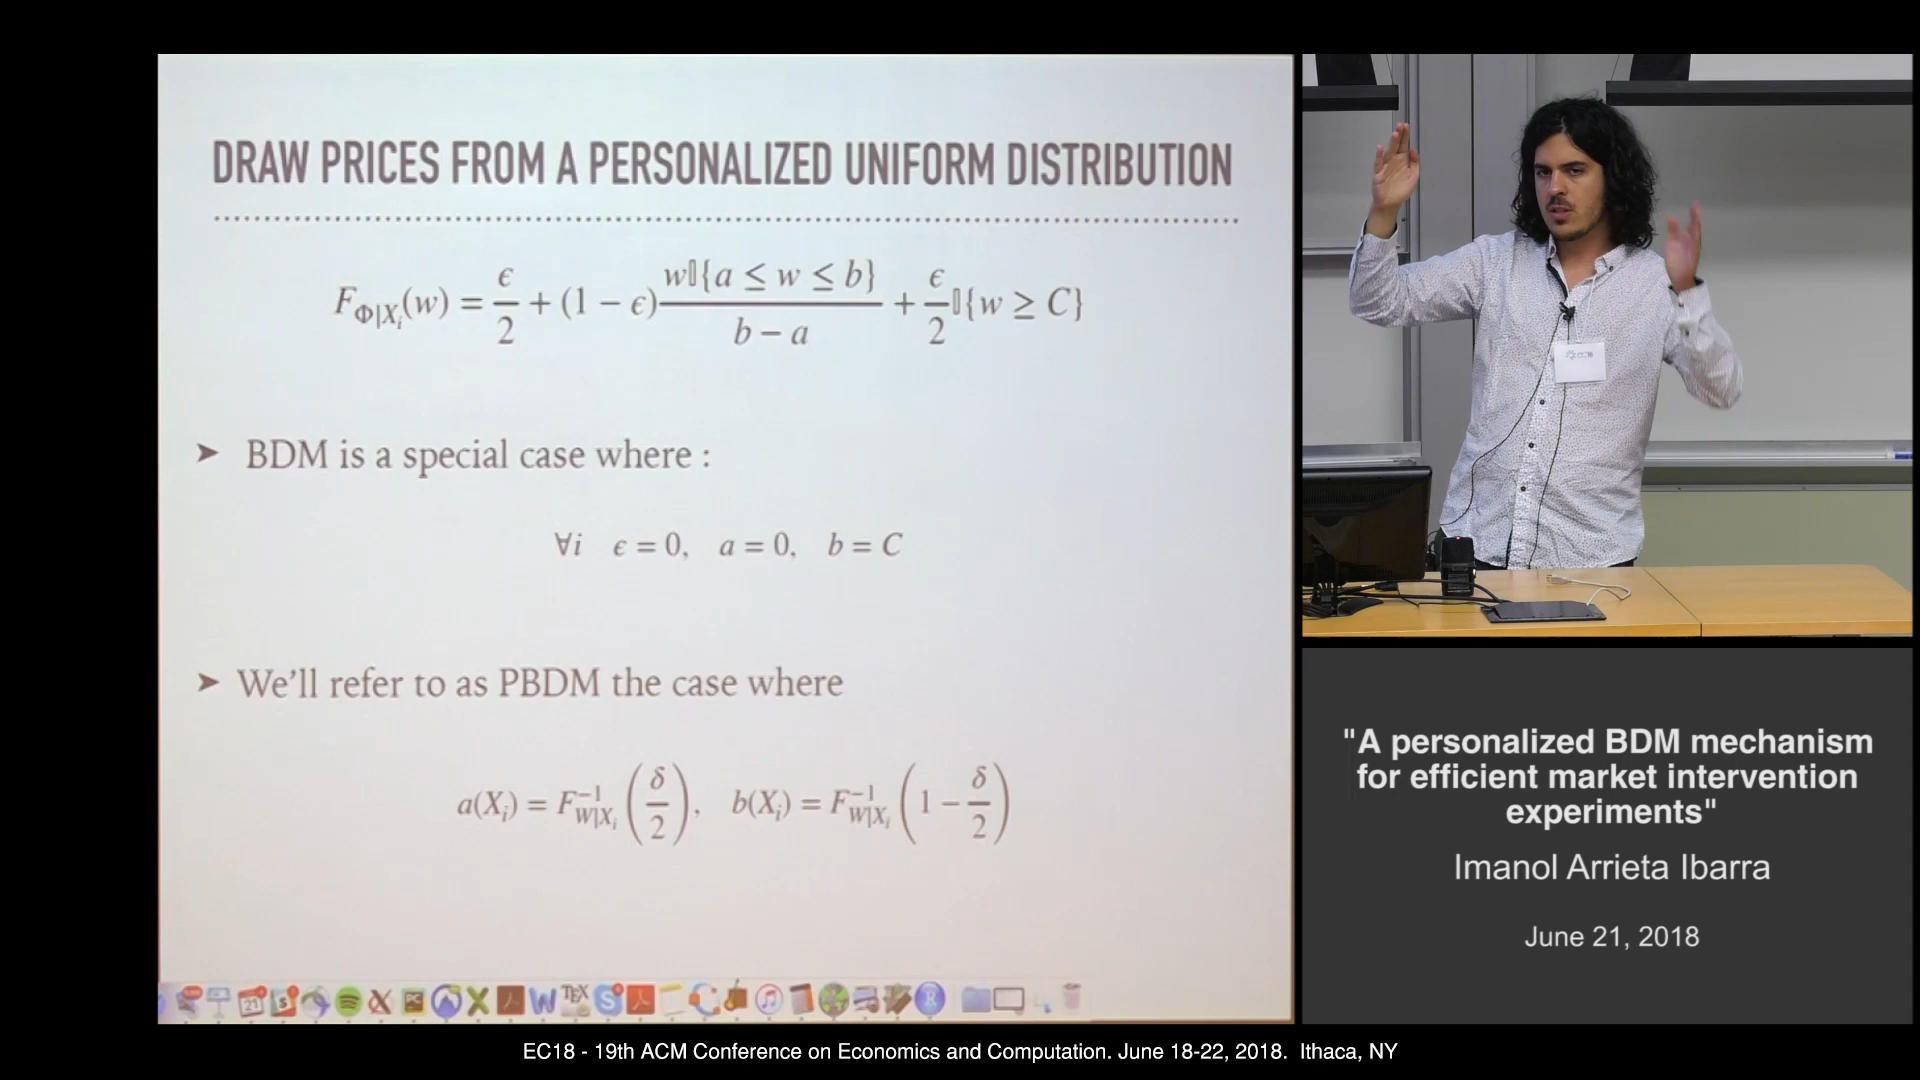 DRAW PRICES FROM A PERSONALIZED UNIFORM DISTRIBUTION
F_{Φ|X_i}(w) = ϵ/2 + (1 − ϵ) w𝟙{a ≤ w ≤ b}/(b − a) + ϵ/2 𝟙{w ≥ C}
➤ BDM is a special case where :
∀i ϵ = 0, a = 0, b = C
➤ We'll refer to as PBDM the case where
a(X_i) = F^{-1}_{W|X_i} (δ/2), b(X_i) = F^{-1}_{W|X_i} (1 − δ/2)
"A personalized BDM mechanism
for efficient market intervention
experiments"
Imanol Arrieta Ibarra
June 21, 2018
EC18 - 19th ACM Conference on Economics and Computation. June 18-22, 2018. Ithaca, NY